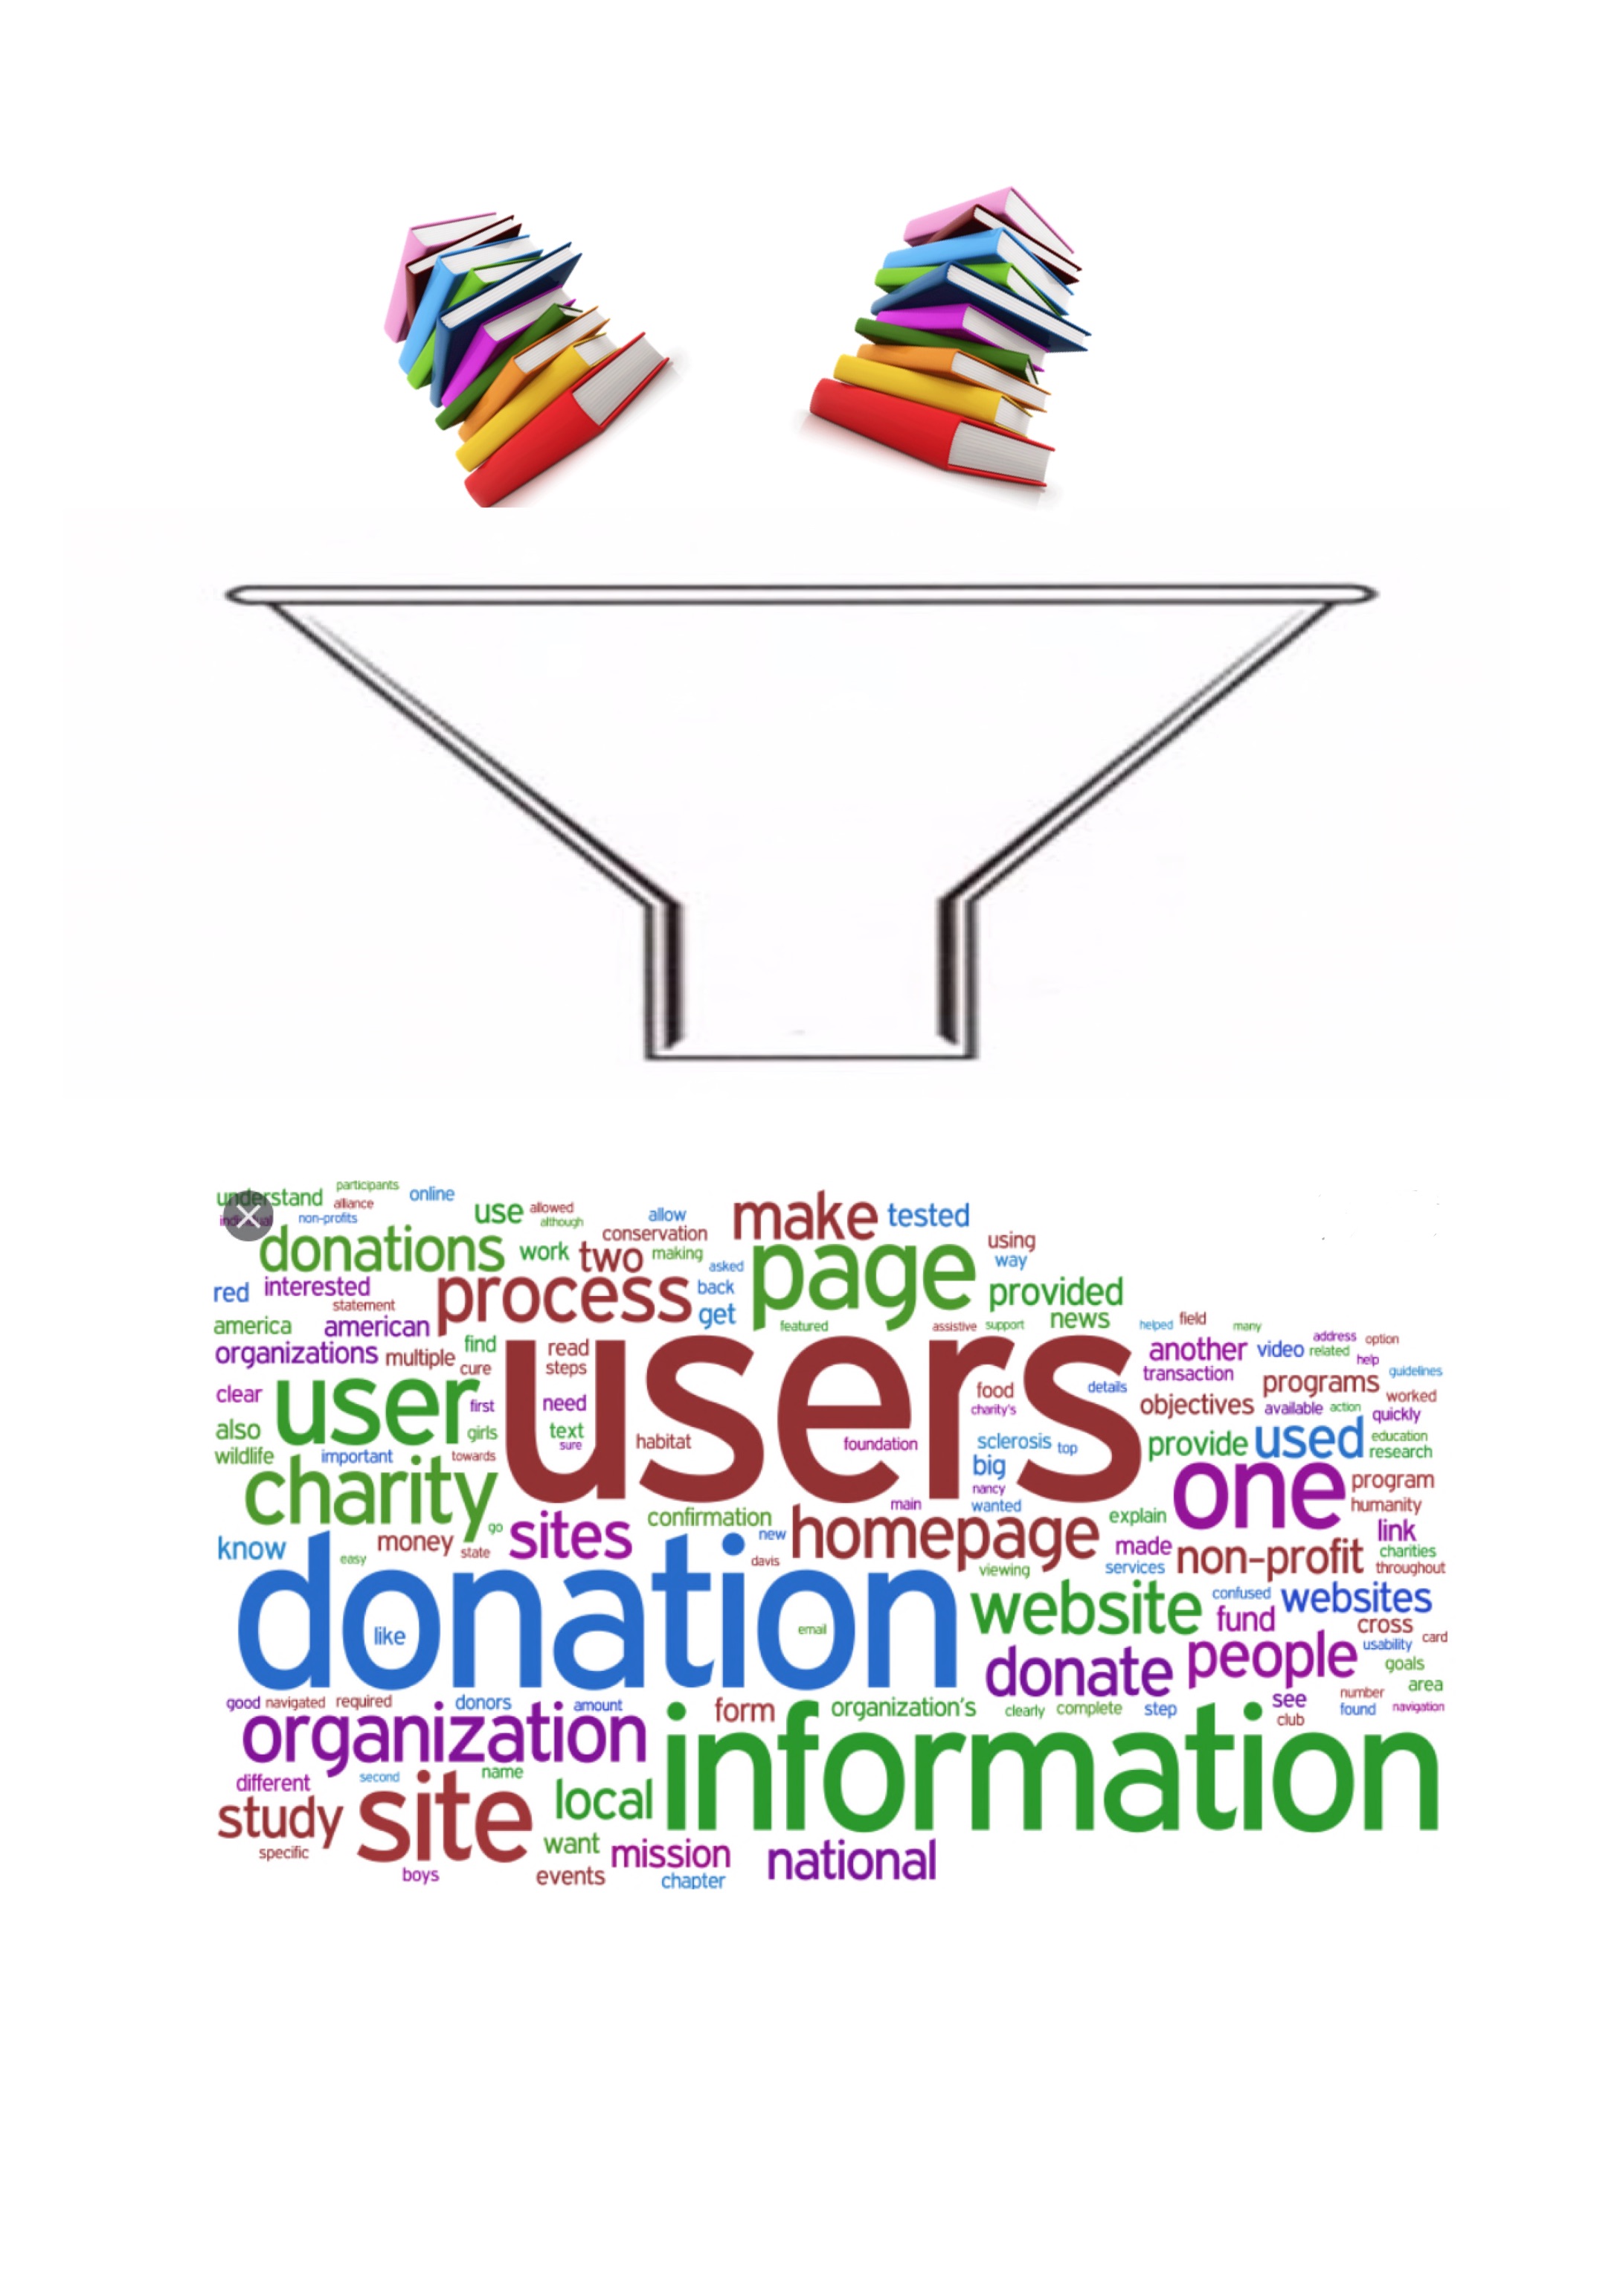 understand participants online
alliance use allowed
individual non-profits although allow make tested
donations work two making conservation page using
asked way
red interested process back provided
statement get
america american featured assistive support news helped field many
organizations multiple find read users another video related address option
cure steps transaction help guidelines
clear user first need food details programs worked
charity's objectives available action quickly
also girls text habitat foundation sclerosis top provide used education
wildlife important towards sure big research
charity nancy one program
main wanted humanity
go sites confirmation new homepage explain link
know easy money state davis made non-profit charities
viewing services throughout
donation like email website confused websites
fund cross card
donate people usability goals
good navigated required donors amount form organization's clearly complete step see number area
club found navigation
organization information
different second name
study site local
specific want mission national
boys events chapter